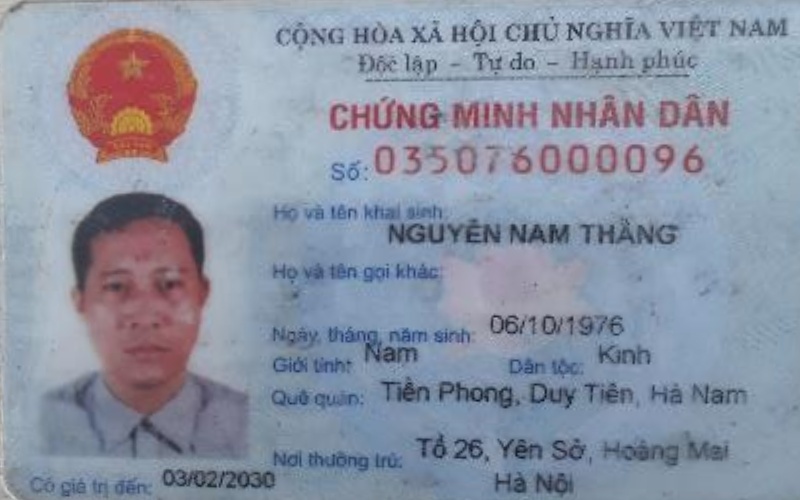 CỘNG HÒA XÃ HỘI CHỦ NGHĨA VIỆT NAM
Độc lập - Tự do - Hạnh phúc
CHỨNG MINH NHÂN DÂN
Số: 035076000096
Họ và tên khai sinh:
NGUYỄN NAM THẮNG
Họ và tên gọi khác:
Ngày, tháng, năm sinh: 06/10/1976
Giới tính: Nam Dân tộc: Kinh
Quê quán: Tiền Phong, Duy Tiên, Hà Nam
Nơi thường trú: Tổ 26, Yên Sở, Hoàng Mai
Hà Nội
Có giá trị đến: 03/02/2030